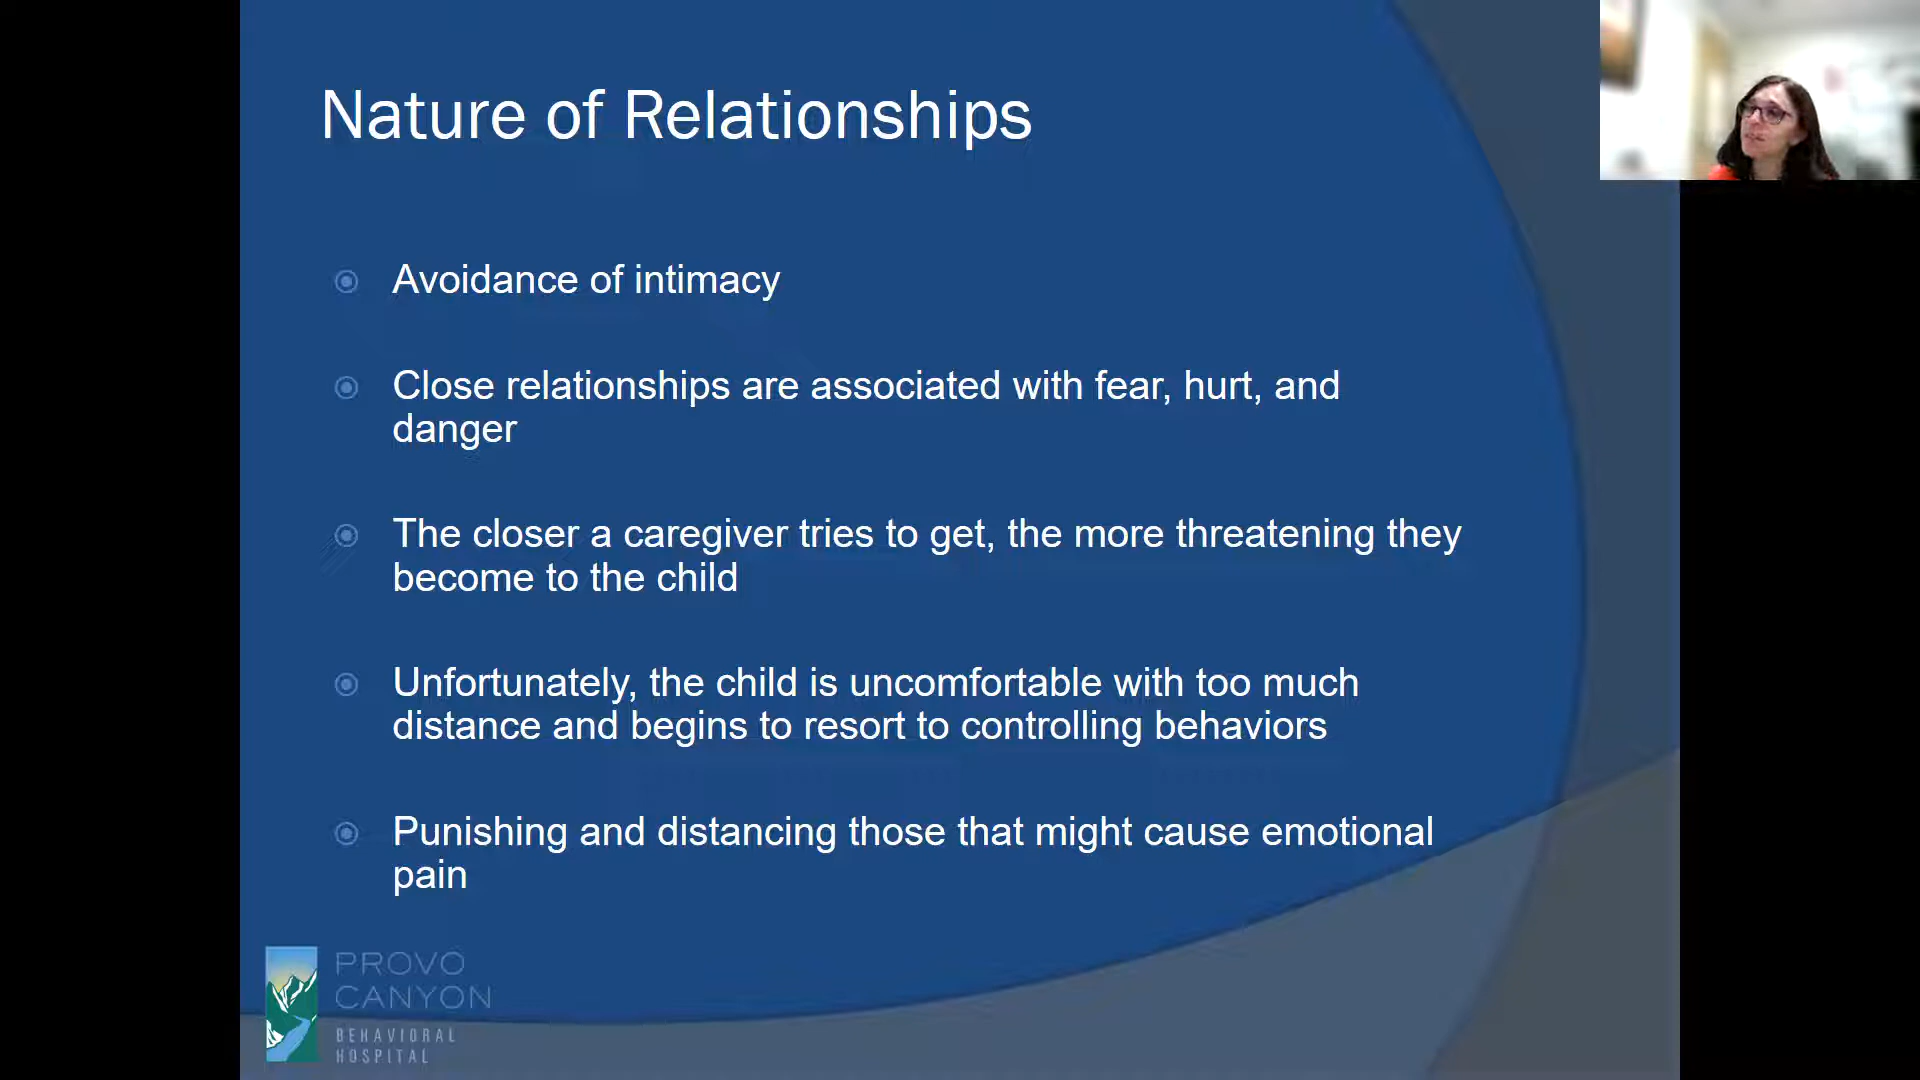 Nature of Relationships
Avoidance of intimacy
Close relationships are associated with fear, hurt, and
danger
The closer a caregiver tries to get, the more threatening they
become to the child
Unfortunately, the child is uncomfortable with too much
distance and begins to resort to controlling behaviors
Punishing and distancing those that might cause emotional
pain
PROVO
CANYON
BEHAVIORAL
HOSPITAL